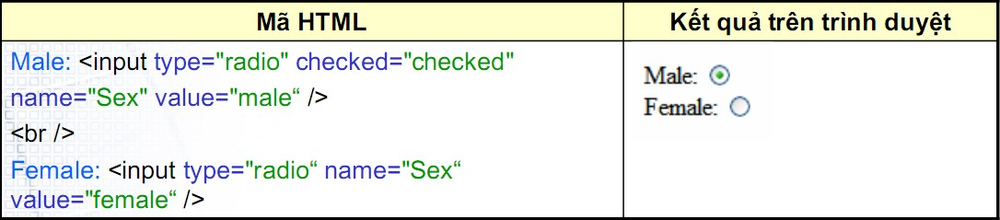 Mã HTML
Kết quả trên trình duyệt
Male: <input type="radio" checked="checked"
name="Sex" value="male“ />
<br />
Female: <input type="radio“ name="Sex“
value="female“ />
Male:
Female: